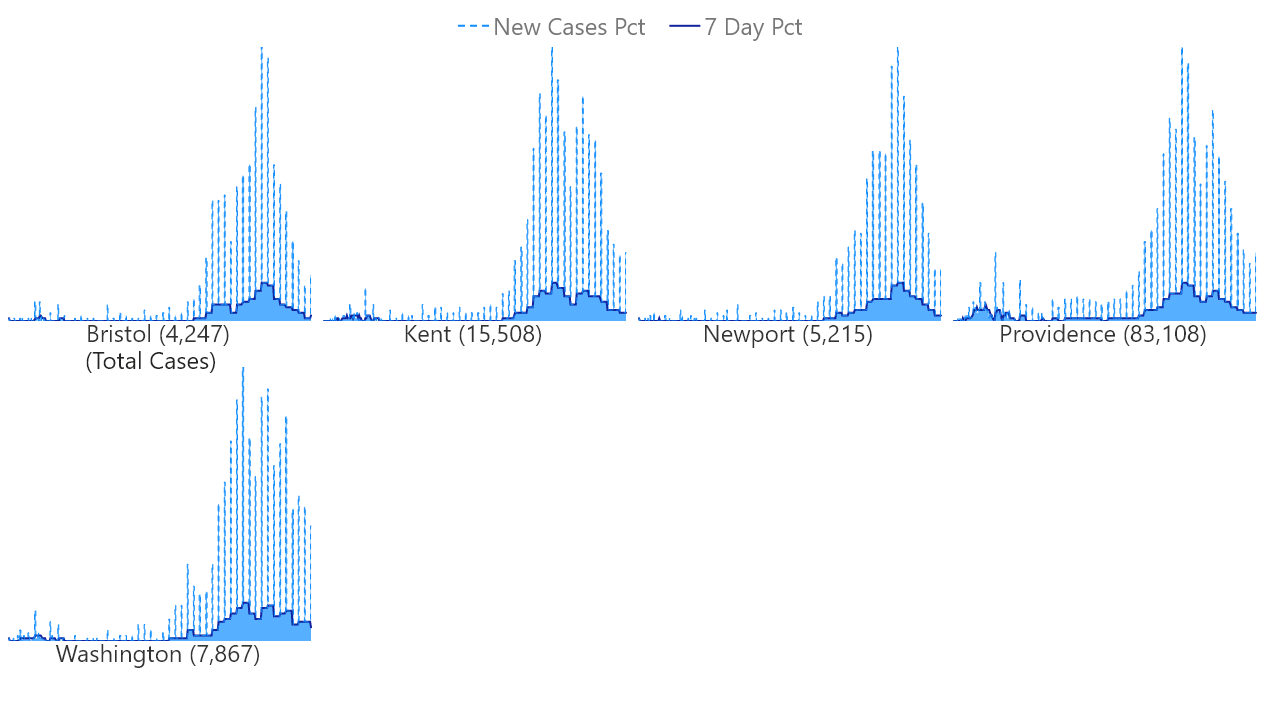 New Cases Pct 7 Day Pct
Bristol (4,247)
(Total Cases)
Kent (15,508)
Newport (5,215)
Providence (83,108)
Washington (7,867)